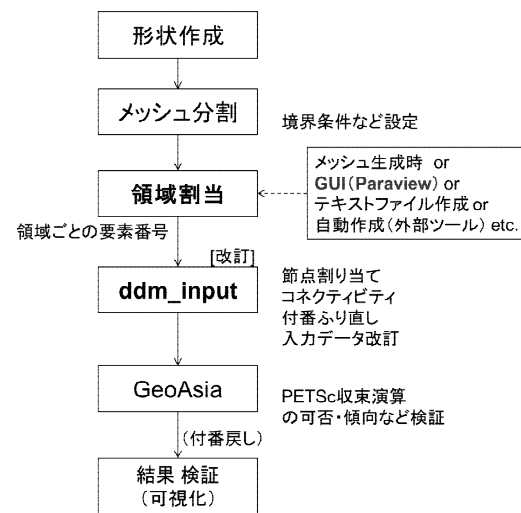 形状作成
メッシュ分割
境界条件など設定
領域割当
メッシュ生成時 or
GUI(Paraview) or
テキストファイル作成 or
自動作成(外部ツール) etc.
領域ごとの要素番号
[改訂]
ddm_input
節点割り当て
コネクティビティ
付番ふり直し
入力データ改訂
GeoAsia
PETSc収束演算
の可否・傾向など検証
(付番戻し)
結果 検証
(可視化)